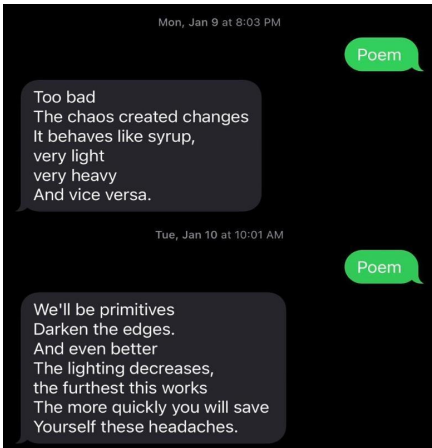 Mon, Jan 9 at 8:03 PM
Poem
Too bad
The chaos created changes
It behaves like syrup,
very light
very heavy
And vice versa.
Tue, Jan 10 at 10:01 AM
Poem
We'll be primitives
Darken the edges.
And even better
The lighting decreases,
the furthest this works
The more quickly you will save
Yourself these headaches.